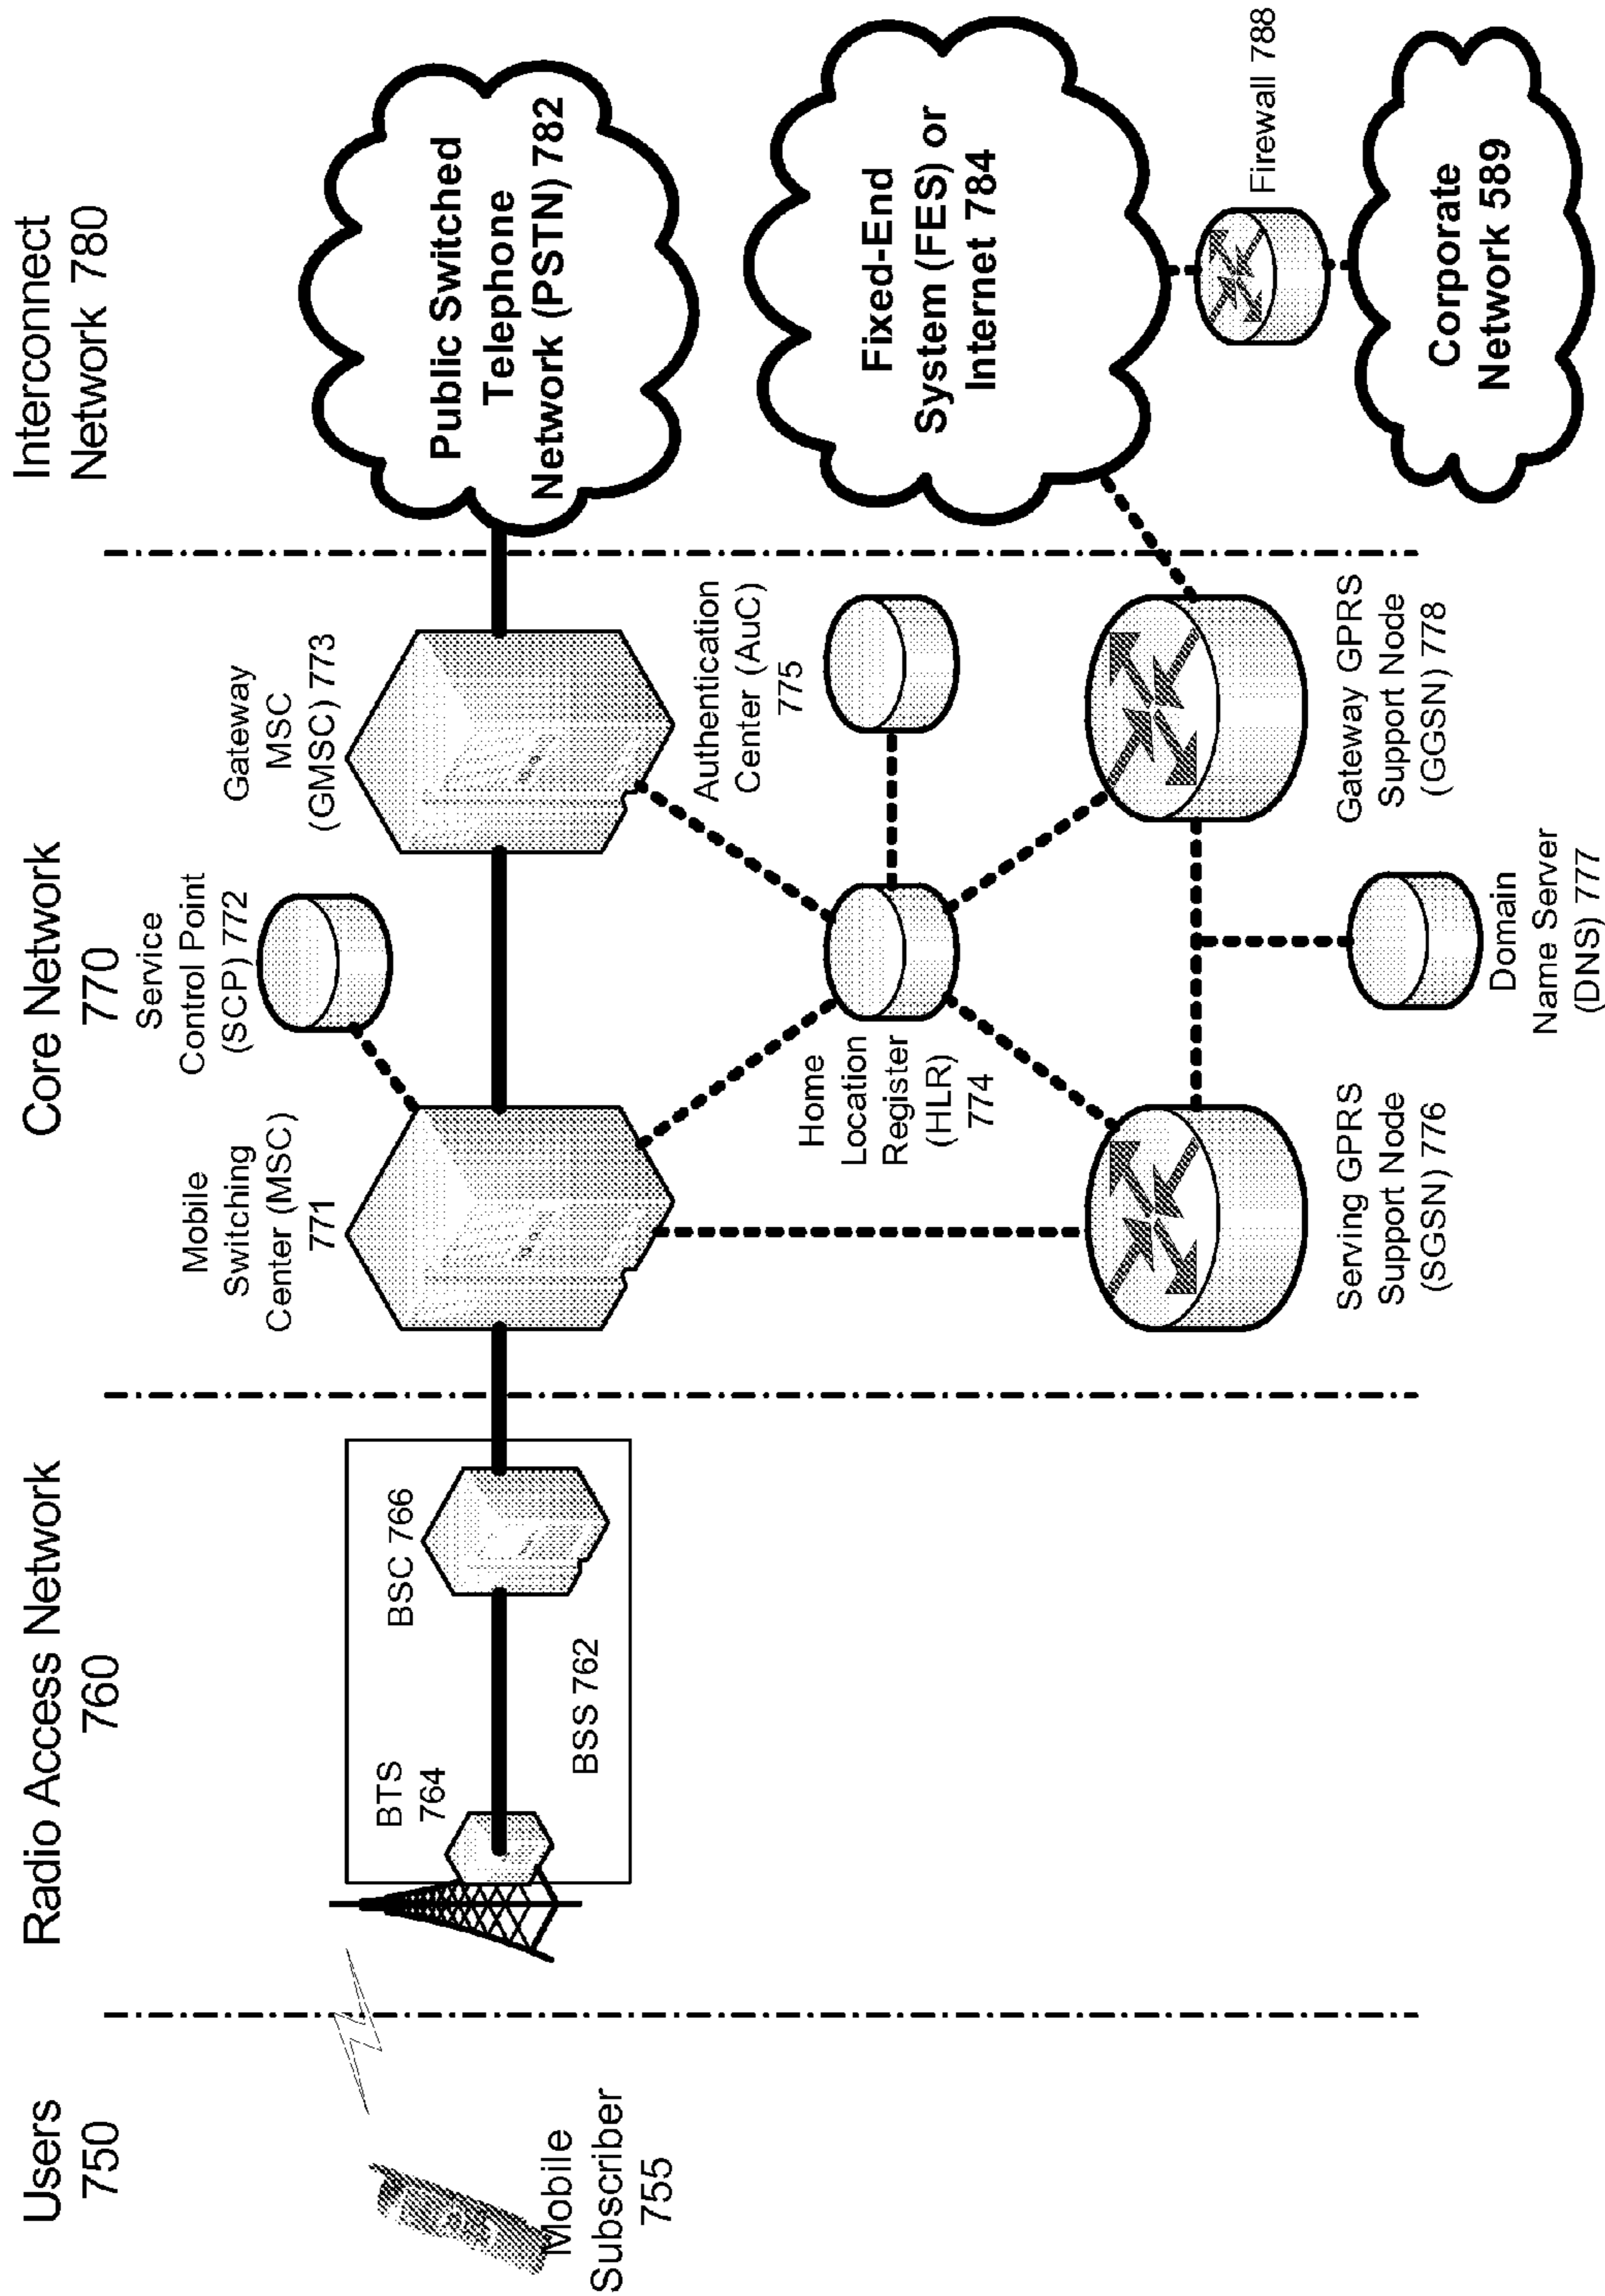 Users
750
Radio Access Network
760
Core Network
770
Interconnect
Network 780
Mobile
Subscriber
755
BTS
764
BSC 766
BSS 762
Mobile
Switching
Center (MSC)
771
Service
Control Point
(SCP) 772
Gateway
MSC
(GMSC) 773
Public Switched
Telephone
Network (PSTN) 782
Home
Location
Register
(HLR)
774
Authentication
Center (AuC)
775
Fixed-End
System (FES) or
Internet 784
Serving GPRS
Support Node
(SGSN) 776
Domain
Name Server
(DNS) 777
Gateway GPRS
Support Node
(GGSN) 778
Firewall 788
Corporate
Network 589